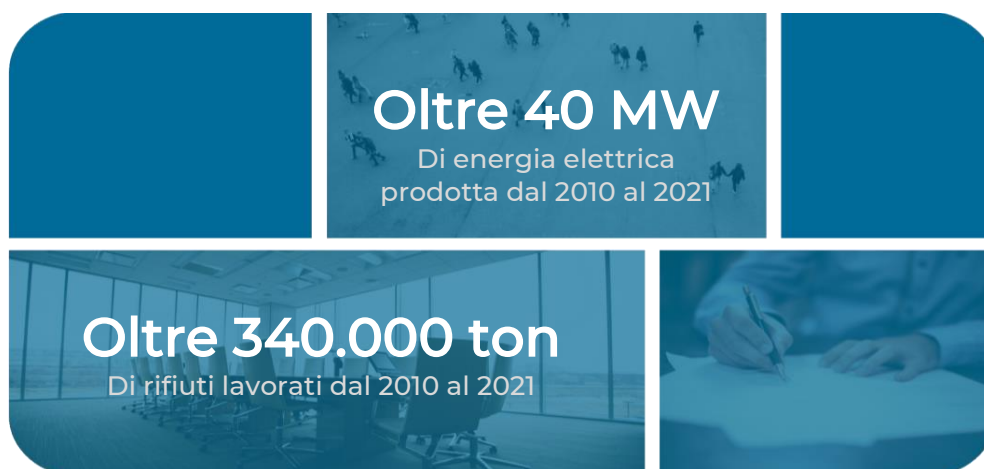 Oltre 40 MW
Di energia elettrica
prodotta dal 2010 al 2021
Oltre 340.000 ton
Di rifiuti lavorati dal 2010 al 2021